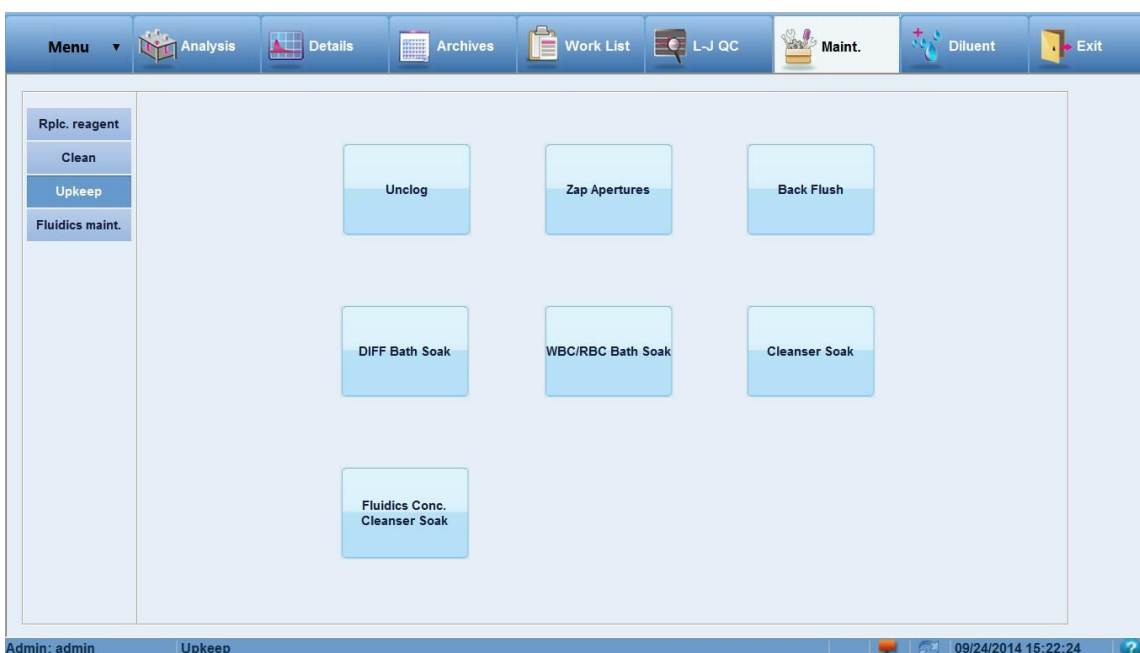 Menu ▼ Analysis Details Archives Work List L-J QC Maint. Diluent Exit
Rplc. reagent
Clean
Upkeep
Fluidics maint.
Unclog Zap Apertures Back Flush
DIFF Bath Soak WBC/RBC Bath Soak Cleanser Soak
Fluidics Conc.
Cleanser Soak
Admin: admin Upkeep 09/24/2014 15:22:24 ?